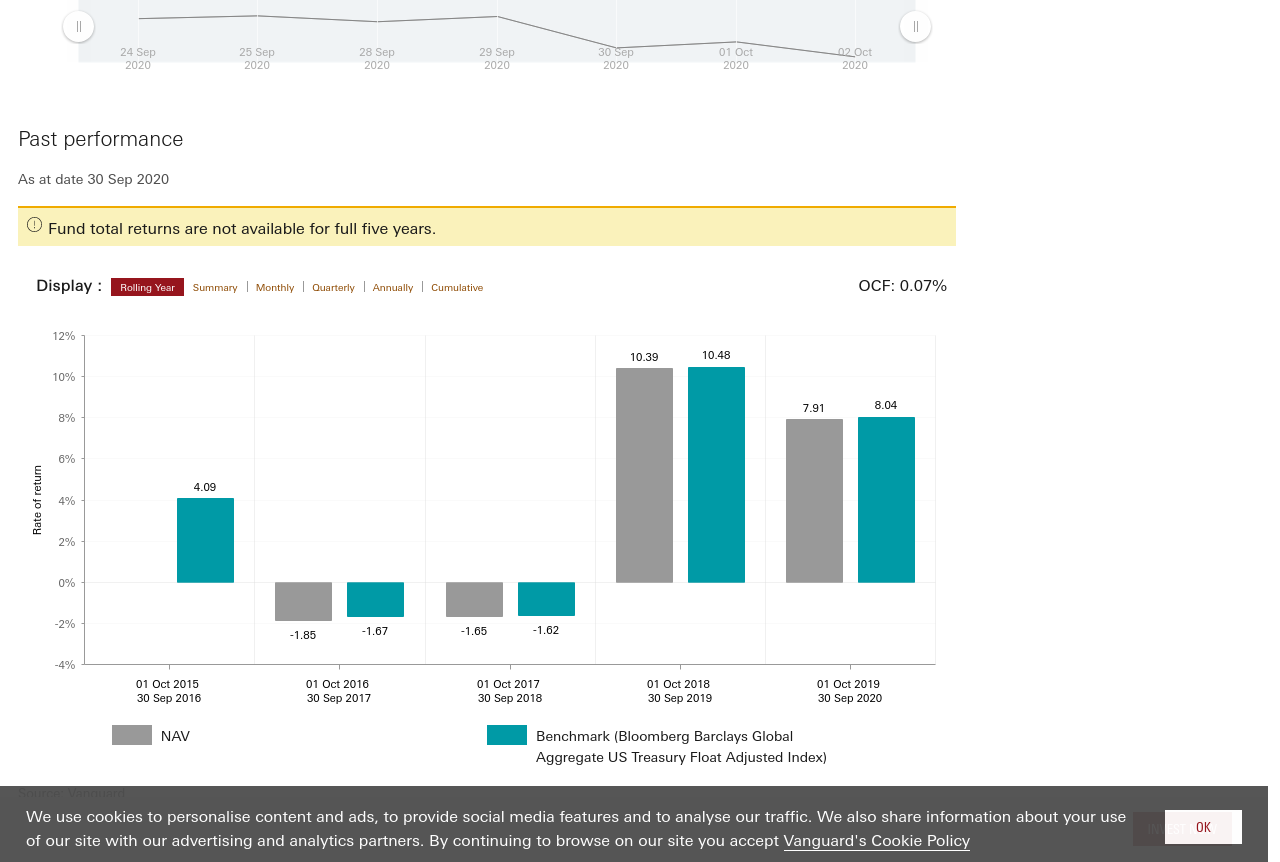 24 Sep 25 Sep 28 Sep 29 Sep 30 Sep 01 Oct 02 Oct
2020 2020 2020 2020 2020 2020 2020
Past performance
As at date 30 Sep 2020
Fund total returns are not available for full five years.
Display : Rolling Year Summary Monthly Quarterly Annually Cumulative OCF: 0.07%
12%
10%
8%
6%
4%
2%
0%
-2%
-4%
Rate of return
4.09
-1.85
-1.67
-1.65
-1.62
10.39
10.48
7.91
8.04
01 Oct 2015 01 Oct 2016 01 Oct 2017 01 Oct 2018 01 Oct 2019
30 Sep 2016 30 Sep 2017 30 Sep 2018 30 Sep 2019 30 Sep 2020
NAV
Benchmark (Bloomberg Barclays Global
Aggregate US Treasury Float Adjusted Index)
Source: Vanguard
We use cookies to personalise content and ads, to provide social media features and to analyse our traffic. We also share information about your use
of our site with our advertising and analytics partners. By continuing to browse on our site you accept Vanguard's Cookie Policy
OK